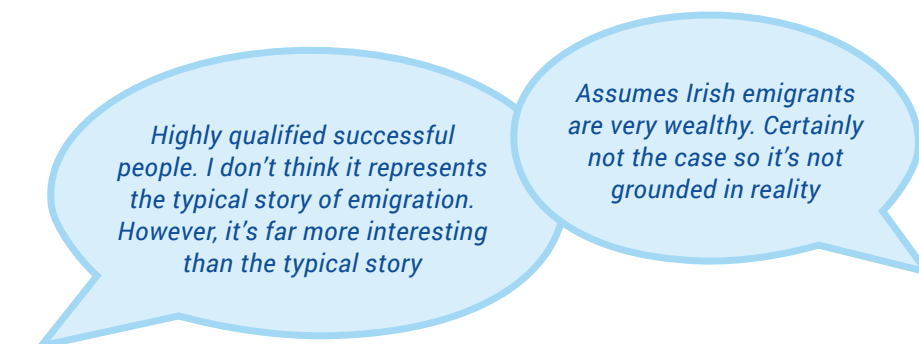 Highly qualified successful
people. I don't think it represents
the typical story of emigration.
However, it's far more interesting
than the typical story
Assumes Irish emigrants
are very wealthy. Certainly
not the case so it's not
grounded in reality